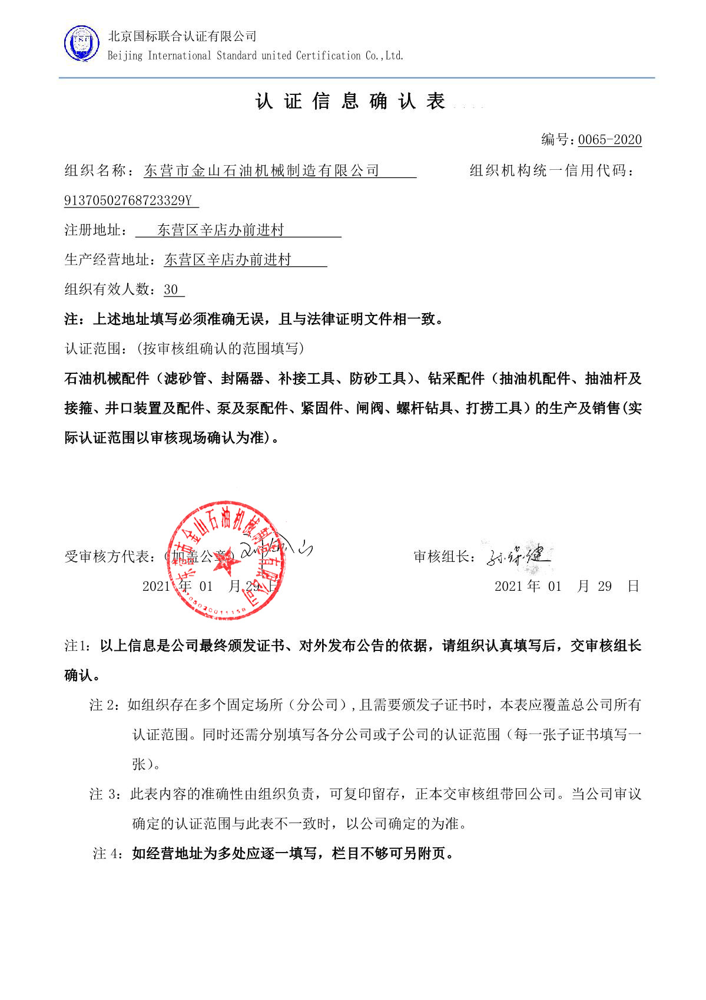 北京国标联合认证有限公司
Beijing International Standard united Certification Co.,Ltd.
认证信息确认表
编号：0065-2020
组织名称：东营市金山石油机械制造有限公司 组织机构统一信用代码：
91370502768723329Y
注册地址：东营区辛店办前进村
生产经营地址：东营区辛店办前进村
组织有效人数：30
注：上述地址填写必须准确无误，且与法律证明文件相一致。
认证范围：(按审核组确认的范围填写)
石油机械配件（滤砂管、封隔器、补接工具、防砂工具）、钻采配件（抽油机配件、抽油杆及
接箍、井口装置及配件、泵及泵配件、紧固件、闸阀、螺杆钻具、打捞工具）的生产及销售(实
际认证范围以审核现场确认为准)。
东营市金山石油机械制造有限公司
受审核方代表：（加盖公章） 审核组长：孙保健
2021 年 01 月 29 日 2021 年 01 月 29 日
注1：以上信息是公司最终颁发证书、对外发布公告的依据，请组织认真填写后，交审核组长
确认。
注 2：如组织存在多个固定场所（分公司）,且需要颁发子证书时，本表应覆盖总公司所有
认证范围。同时还需分别填写各分公司或子公司的认证范围（每一张子证书填写一
张）。
注 3：此表内容的准确性由组织负责，可复印留存，正本交审核组带回公司。当公司审议
确定的认证范围与此表不一致时，以公司确定的为准。
注 4：如经营地址为多处应逐一填写，栏目不够可另附页。